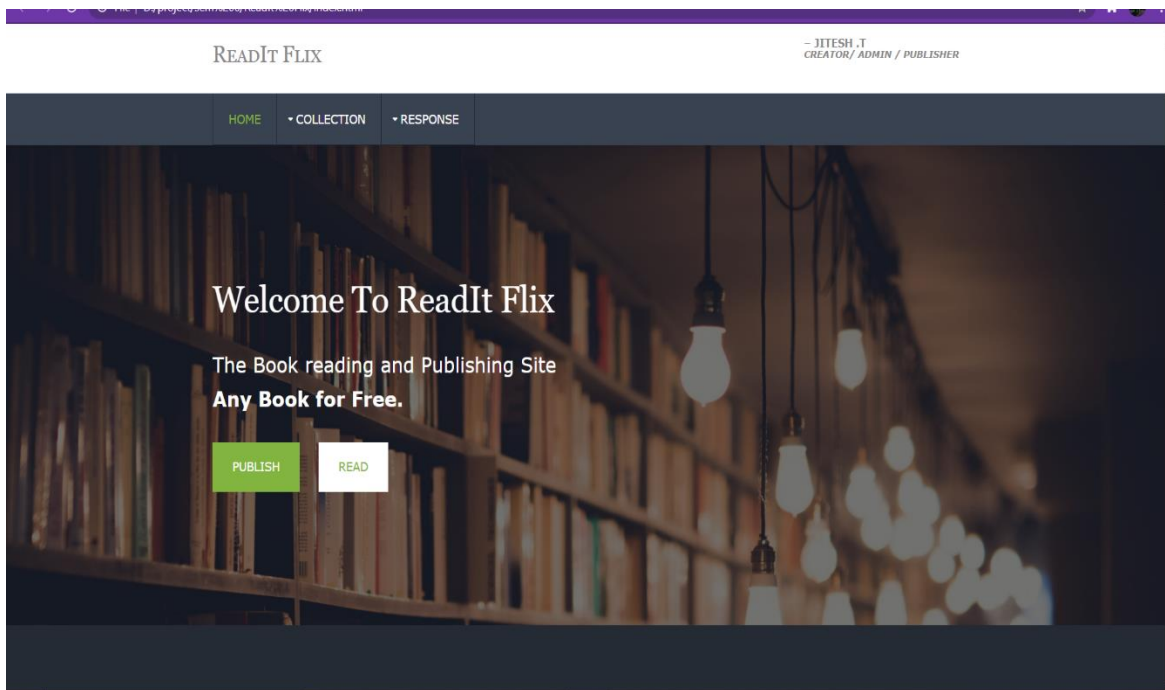 READIT FLIX
– JITESH .T
CREATOR/ ADMIN / PUBLISHER
HOME
COLLECTION
RESPONSE
Welcome To ReadIt Flix
The Book reading and Publishing Site
Any Book for Free.
PUBLISH
READ